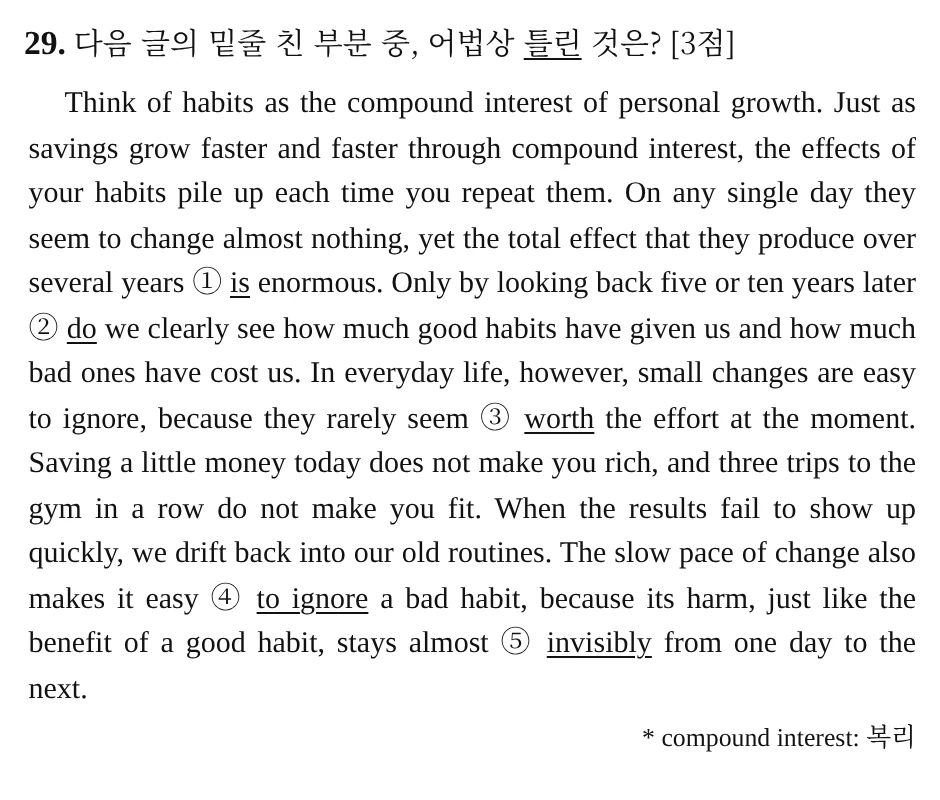 29. 다음 글의 밑줄 친 부분 중, 어법상 틀린 것은? [3점]
Think of habits as the compound interest of personal growth. Just as
savings grow faster and faster through compound interest, the effects of
your habits pile up each time you repeat them. On any single day they
seem to change almost nothing, yet the total effect that they produce over
several years ① is enormous. Only by looking back five or ten years later
② do we clearly see how much good habits have given us and how much
bad ones have cost us. In everyday life, however, small changes are easy
to ignore, because they rarely seem ③ worth the effort at the moment.
Saving a little money today does not make you rich, and three trips to the
gym in a row do not make you fit. When the results fail to show up
quickly, we drift back into our old routines. The slow pace of change also
makes it easy ④ to ignore a bad habit, because its harm, just like the
benefit of a good habit, stays almost ⑤ invisibly from one day to the
next.
* compound interest: 복리